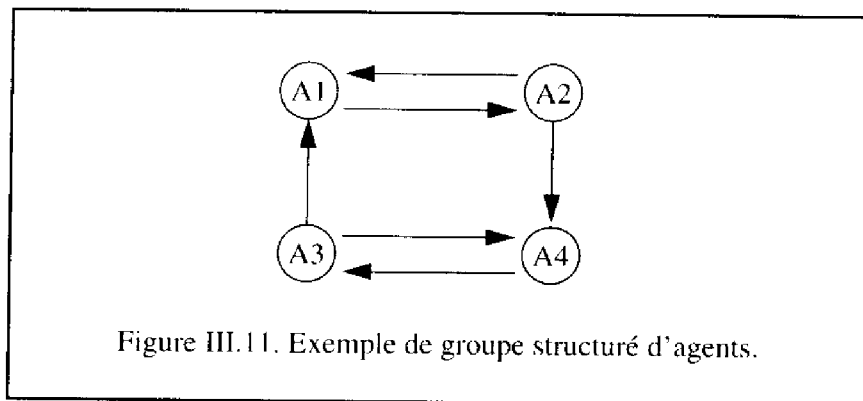 A1 A2
A3 A4
Figure III.11. Exemple de groupe structuré d'agents.